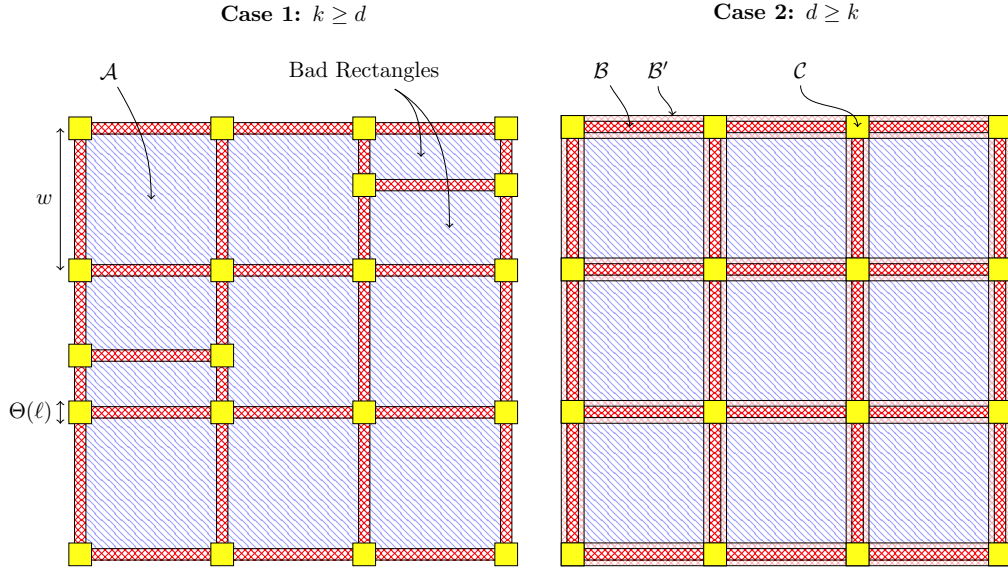 Case 1: k ≥ d
Case 2: d ≥ k
𝒜
Bad Rectangles
ℬ
ℬ′
𝒞
w
Θ(ℓ)